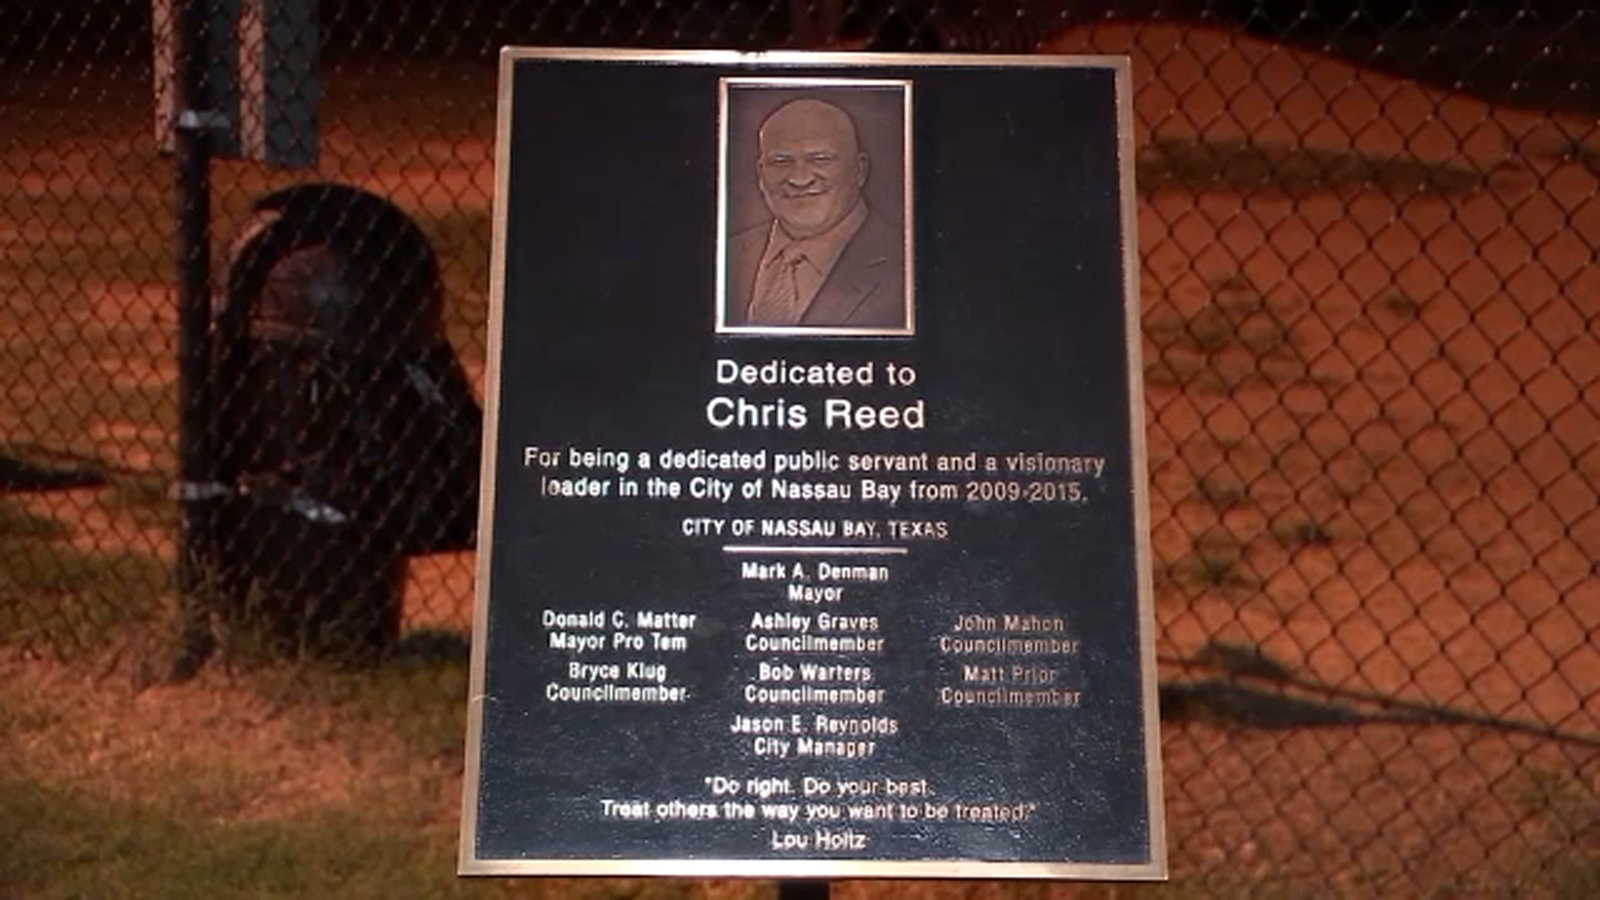 Dedicated to
Chris Reed
For being a dedicated public servant and a visionary
leader in the City of Nassau Bay from 2009-2015.
CITY OF NASSAU BAY, TEXAS
Mark A. Denman
Mayor
Donald C. Matter Ashley Graves John Mahon
Mayor Pro Tem Councilmember Councilmember
Bryce Klug Bob Warters Matt Prior
Councilmember Councilmember Councilmember
Jason E. Reynolds
City Manager
"Do right. Do your best.
Treat others the way you want to be treated."
Lou Holtz